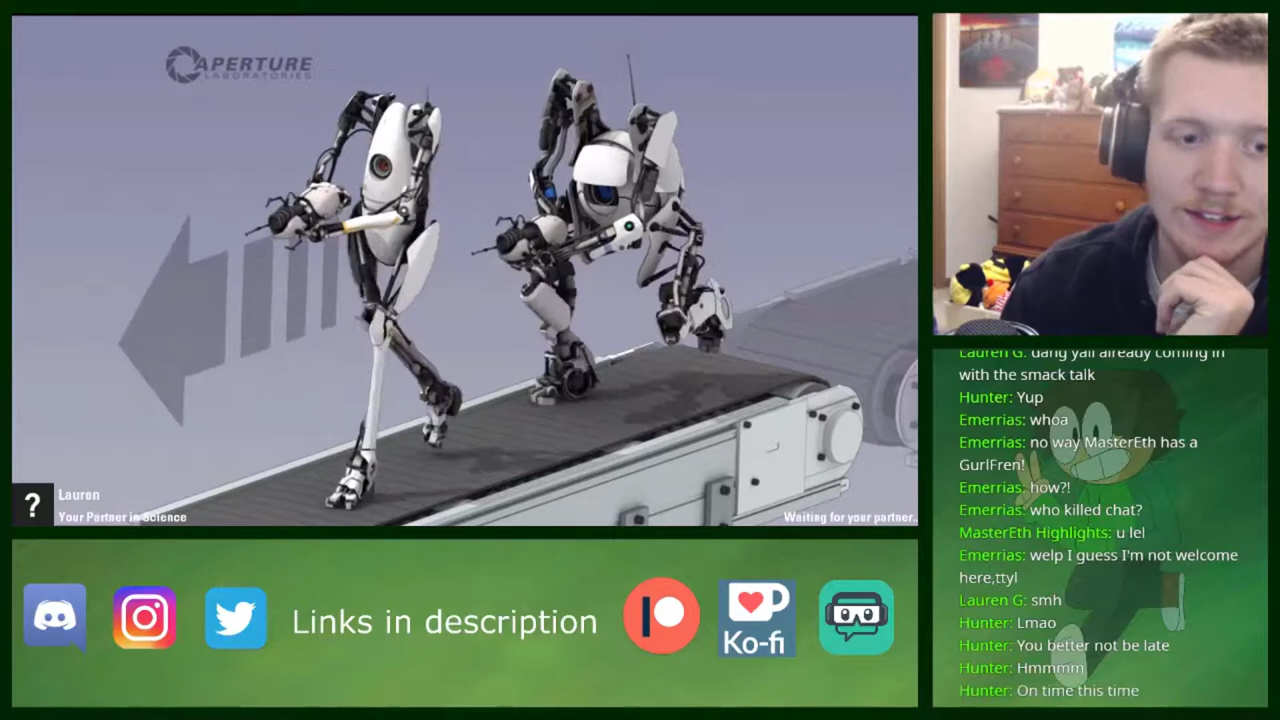 APERTURE
LABORATORIES
?
Lauren
Your Partner in Science
Waiting for your partner..
Links in description
Ko-fi
Lauren G: dang yall already coming in
with the smack talk
Hunter: Yup
Emerrias: whoa
Emerrias: no way MasterEth has a
GurlFren!
Emerrias: how?!
Emerrias: who killed chat?
MasterEth Highlights: u lel
Emerrias: welp I guess I'm not welcome
here,ttyl
Lauren G: smh
Hunter: Lmao
Hunter: You better not be late
Hunter: Hmmmm
Hunter: On time this time